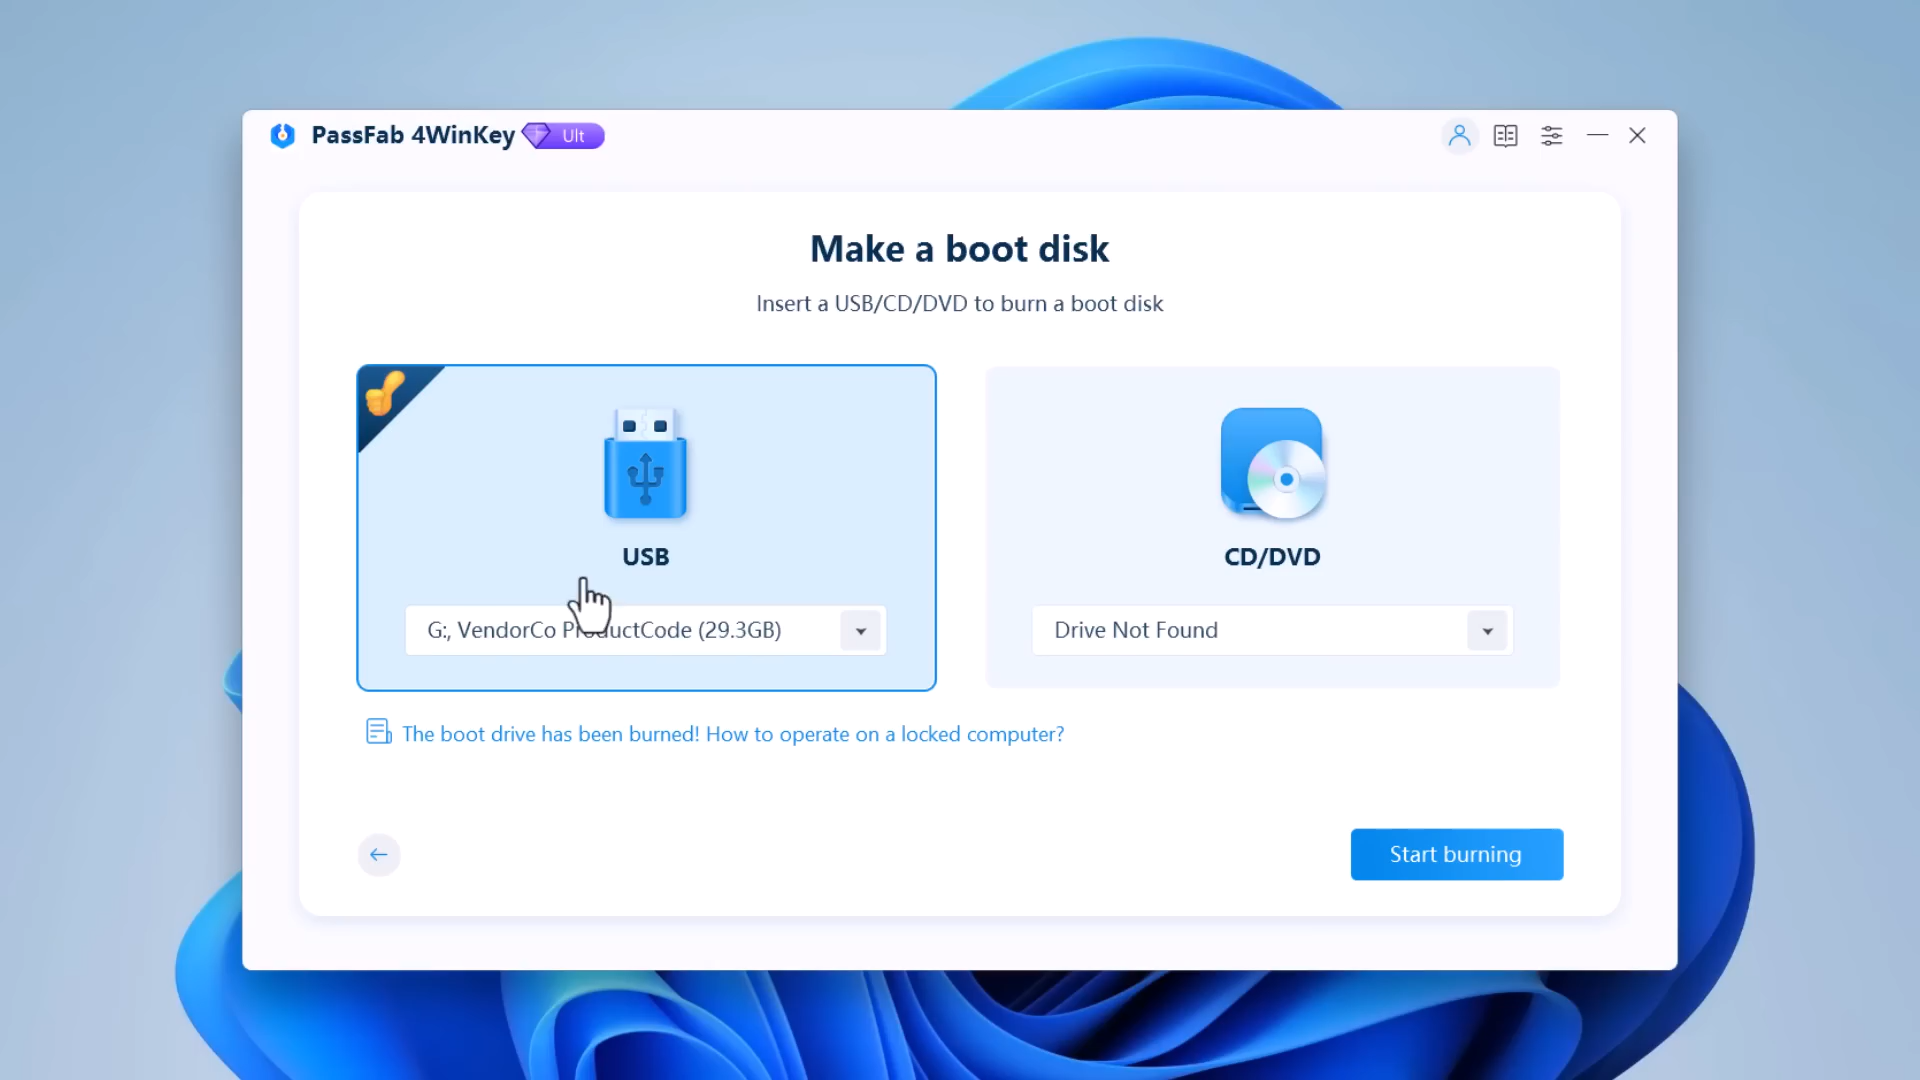 PassFab 4WinKey Ult
Make a boot disk
Insert a USB/CD/DVD to burn a boot disk
USB
G:, VendorCo ProductCode (29.3GB)
CD/DVD
Drive Not Found
The boot drive has been burned! How to operate on a locked computer?
Start burning